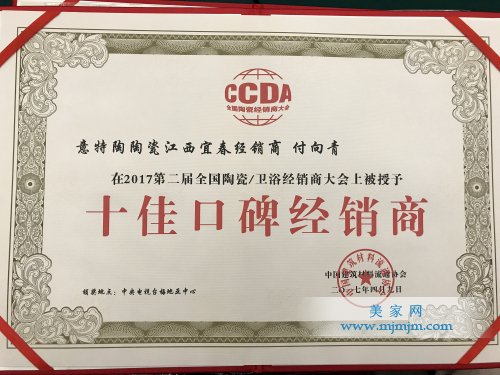 CCDA
全国陶瓷经销商大会
意特陶陶瓷江西宜春经销商 付向青
在2017第二届全国陶瓷/卫浴经销商大会上被授予
十佳口碑经销商
中国建筑材料流通协会
二〇一七年四月九日
颁奖地点：中央电视台梅地亚中心
美家网
www.mjmjm.com